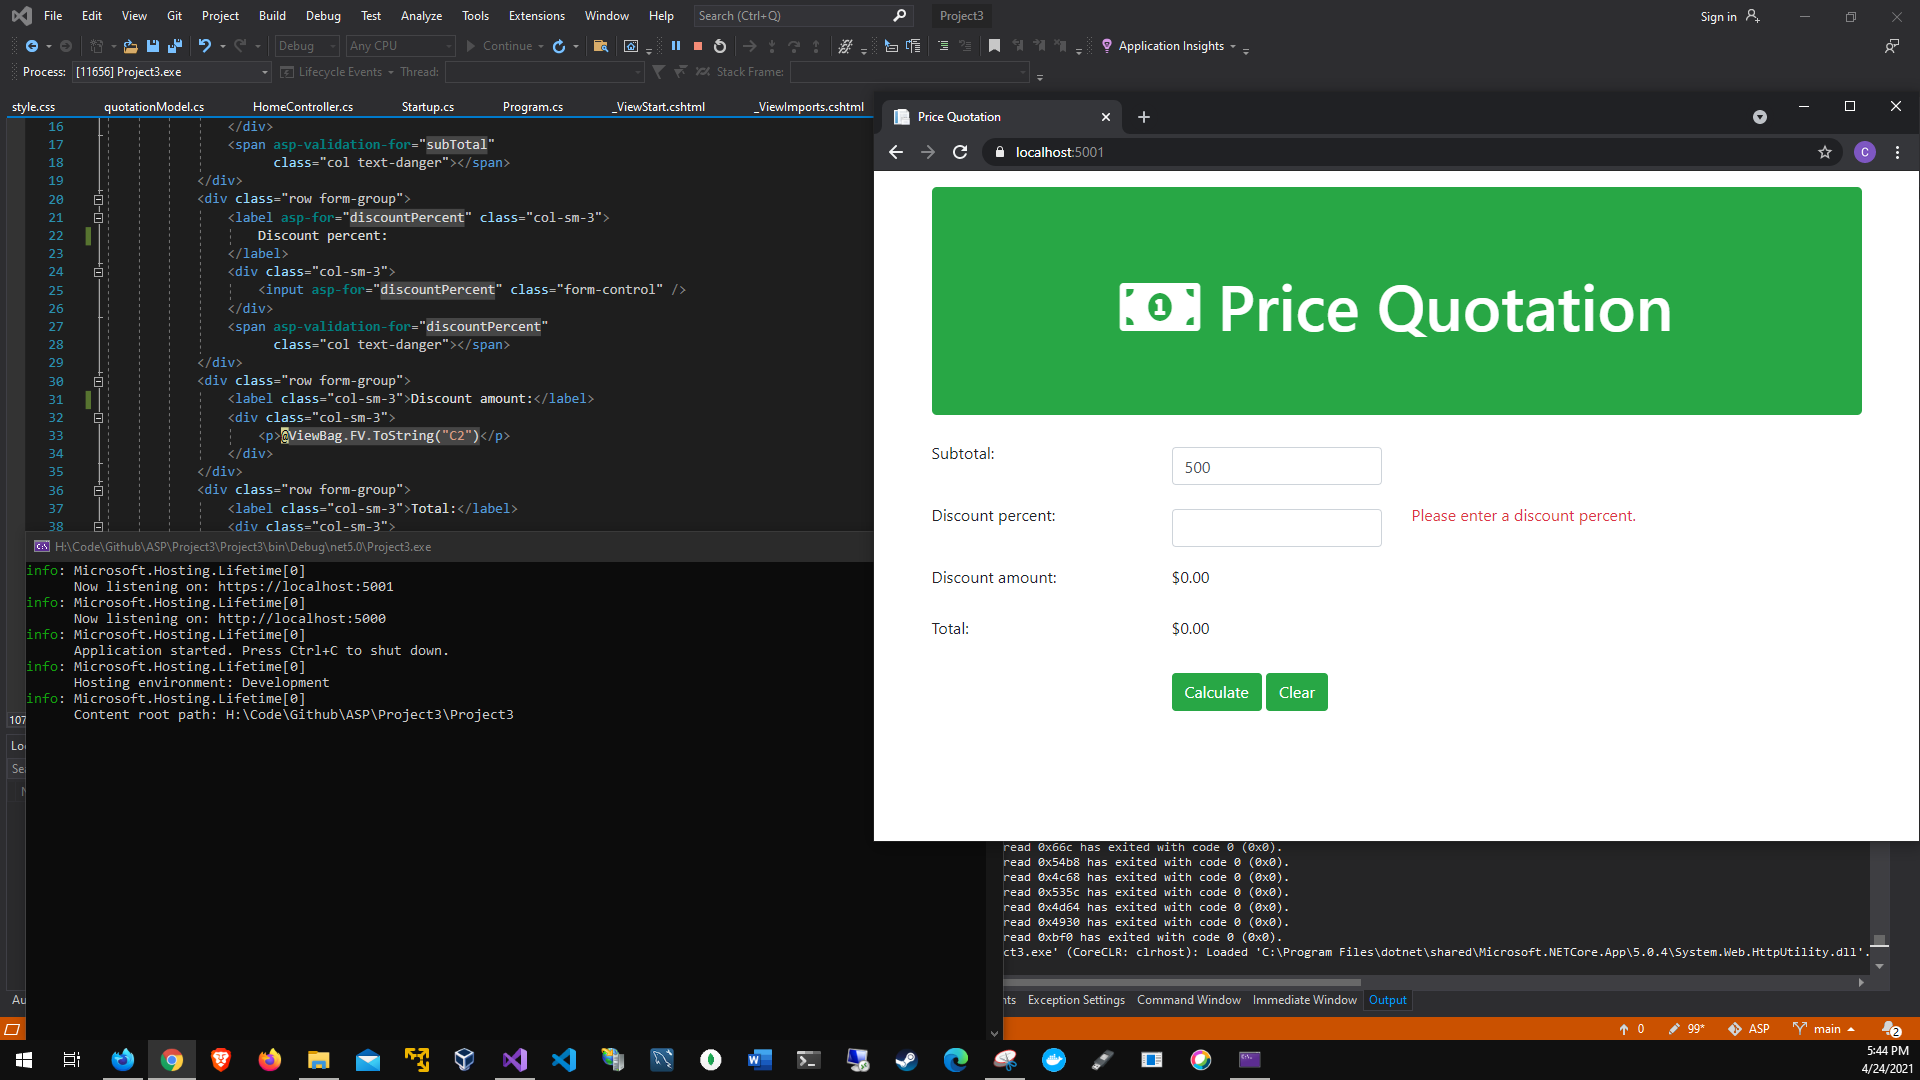 File Edit View Git Project Build Debug Test Analyze Tools Extensions Window Help Search (Ctrl+Q) Project3 Sign in
Debug Any CPU Continue Application Insights
Process: [11656] Project3.exe Lifecycle Events Thread: Stack Frame:
style.css quotationModel.cs HomeController.cs Startup.cs Program.cs _ViewStart.cshtml _ViewImports.cshtml
16 </div>
17 <span asp-validation-for="subTotal"
18 class="col text-danger"></span>
19 </div>
20 <div class="row form-group">
21 <label asp-for="discountPercent" class="col-sm-3">
22 Discount percent:
23 </label>
24 <div class="col-sm-3">
25 <input asp-for="discountPercent" class="form-control" />
26 </div>
27 <span asp-validation-for="discountPercent"
28 class="col text-danger"></span>
29 </div>
30 <div class="row form-group">
31 <label class="col-sm-3">Discount amount:</label>
32 <div class="col-sm-3">
33 <p>@ViewBag.FV.ToString("C2")</p>
34 </div>
35 </div>
36 <div class="row form-group">
37 <label class="col-sm-3">Total:</label>
38 <div class="col-sm-3">
107
Lo
Sea
N
Au
H:\Code\Github\ASP\Project3\Project3\bin\Debug\net5.0\Project3.exe
info: Microsoft.Hosting.Lifetime[0]
Now listening on: https://localhost:5001
info: Microsoft.Hosting.Lifetime[0]
Now listening on: http://localhost:5000
info: Microsoft.Hosting.Lifetime[0]
Application started. Press Ctrl+C to shut down.
info: Microsoft.Hosting.Lifetime[0]
Hosting environment: Development
info: Microsoft.Hosting.Lifetime[0]
Content root path: H:\Code\Github\ASP\Project3\Project3
Price Quotation
localhost:5001
C
1 Price Quotation
Subtotal: 500
Discount percent: Please enter a discount percent.
Discount amount: $0.00
Total: $0.00
Calculate Clear
read 0x66c has exited with code 0 (0x0).
read 0x54b8 has exited with code 0 (0x0).
read 0x4c68 has exited with code 0 (0x0).
read 0x535c has exited with code 0 (0x0).
read 0x4d64 has exited with code 0 (0x0).
read 0x4930 has exited with code 0 (0x0).
read 0xbf0 has exited with code 0 (0x0).
ct3.exe' (CoreCLR: clrhost): Loaded 'C:\Program Files\dotnet\shared\Microsoft.NETCore.App\5.0.4\System.Web.HttpUtility.dll'.
nts Exception Settings Command Window Immediate Window Output
0 99* ASP main 2
5:44 PM
4/24/2021